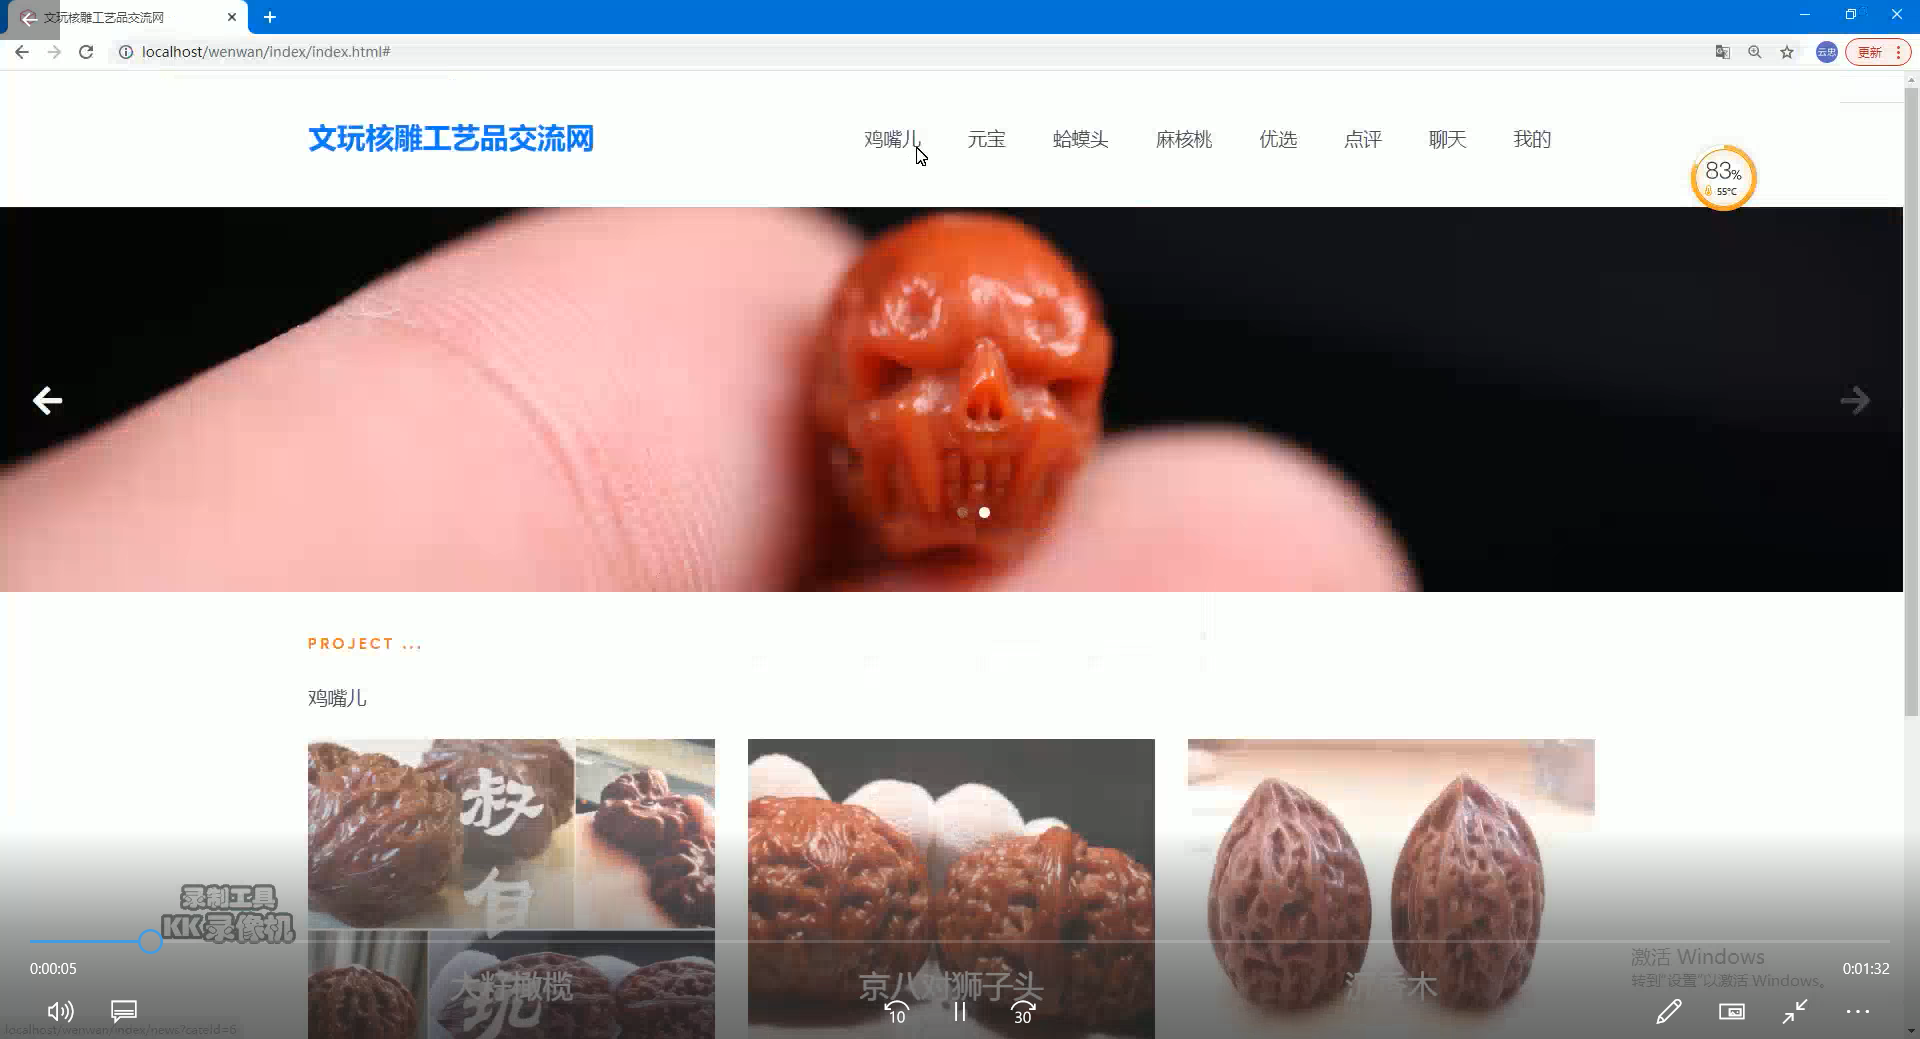 文玩核雕工艺品交流网
localhost/wenwan/index/index.html#
云忠
更新
文玩核雕工艺品交流网
鸡嘴儿
元宝
蛤蟆头
麻核桃
优选
点评
聊天
我的
83%
55°C
PROJECT ...
鸡嘴儿
叔
自
玩
大籽橄榄
京八对狮子头
沉香木
录制工具
KK录像机
激活 Windows
转到"设置"以激活 Windows。
0:00:05
0:01:32
10
30
localhost/wenwan/index/news?cateId=6